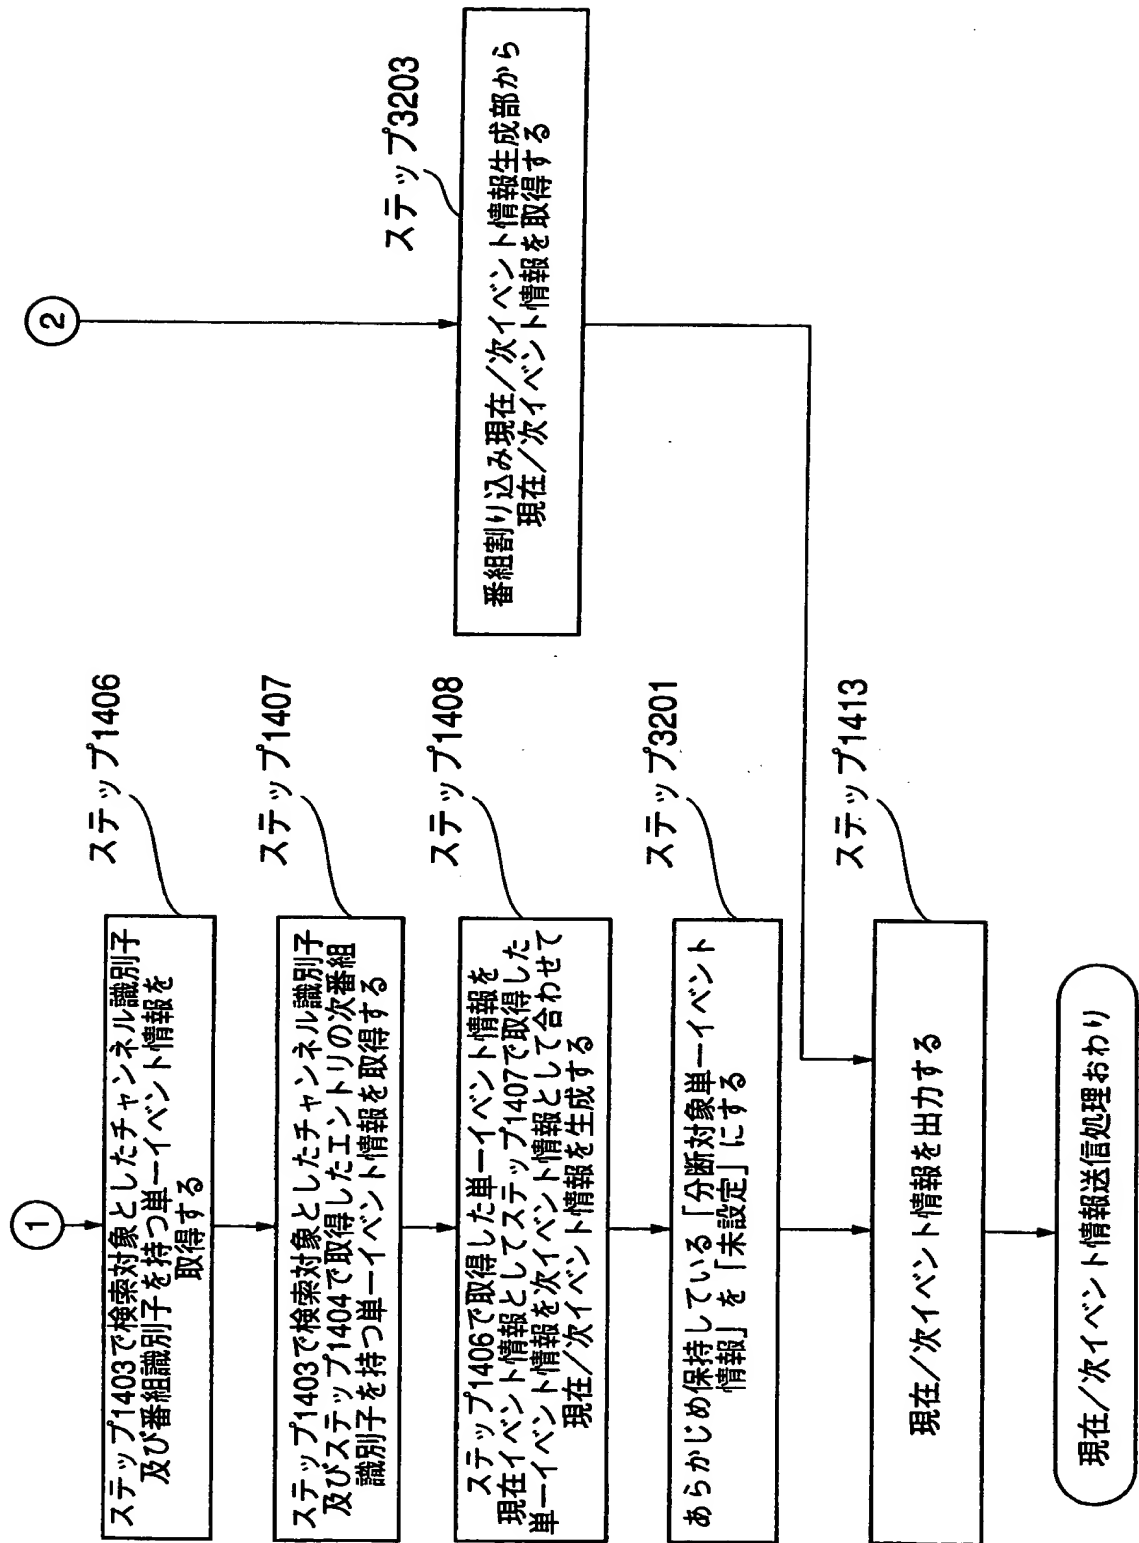 ①
ステップ1406
ステップ1403で検索対象としたチャンネル識別子
及び番組識別子を持つ単一イベント情報を
取得する
ステップ1407
ステップ1403で検索対象としたチャンネル識別子
及びステップ1404で取得したエントリの次番組
識別子を持つ単一イベント情報を取得する
ステップ1408
ステップ1406で取得した単一イベント情報を
現在イベント情報としてステップ1407で取得した
単一イベント情報を次イベント情報として合わせて
現在/次イベント情報を生成する
ステップ3201
あらかじめ保持している「分断対象単一イベント
情報」を「未設定」にする
②
ステップ3203
番組割り込み現在/次イベント情報生成部から
現在/次イベント情報を取得する
ステップ1413
現在/次イベント情報を出力する
現在/次イベント情報送信処理おわり